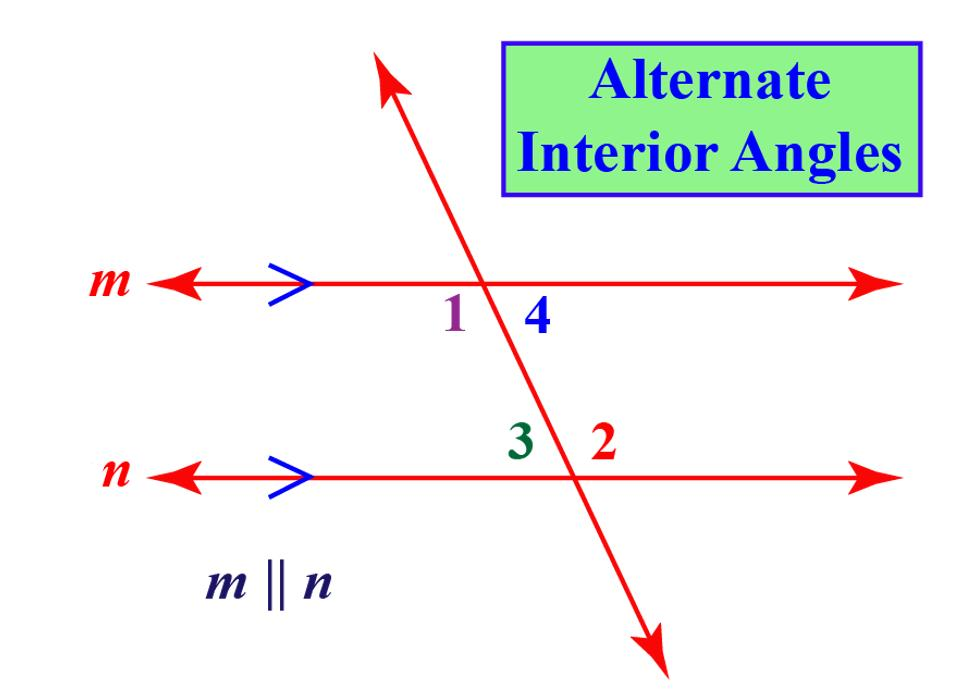 Alternate
Interior Angles
m
1 4
3 2
n
m || n